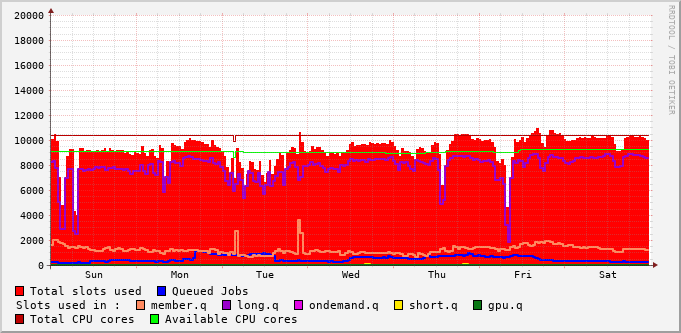 20000
18000
16000
14000
12000
10000
8000
6000
4000
2000
0
Sun Mon Tue Wed Thu Fri Sat
RRDTOOL / TOBI OETIKER
Total slots used Queued Jobs
Slots used in : member.q long.q ondemand.q short.q gpu.q
Total CPU cores Available CPU cores